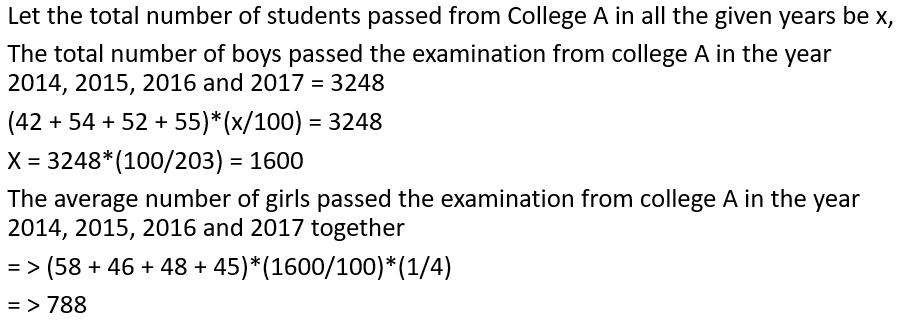 Let the total number of students passed from College A in all the given years be x,
The total number of boys passed the examination from college A in the year
2014, 2015, 2016 and 2017 = 3248
(42 + 54 + 52 + 55)*(x/100) = 3248
X = 3248*(100/203) = 1600
The average number of girls passed the examination from college A in the year
2014, 2015, 2016 and 2017 together
= > (58 + 46 + 48 + 45)*(1600/100)*(1/4)
= > 788